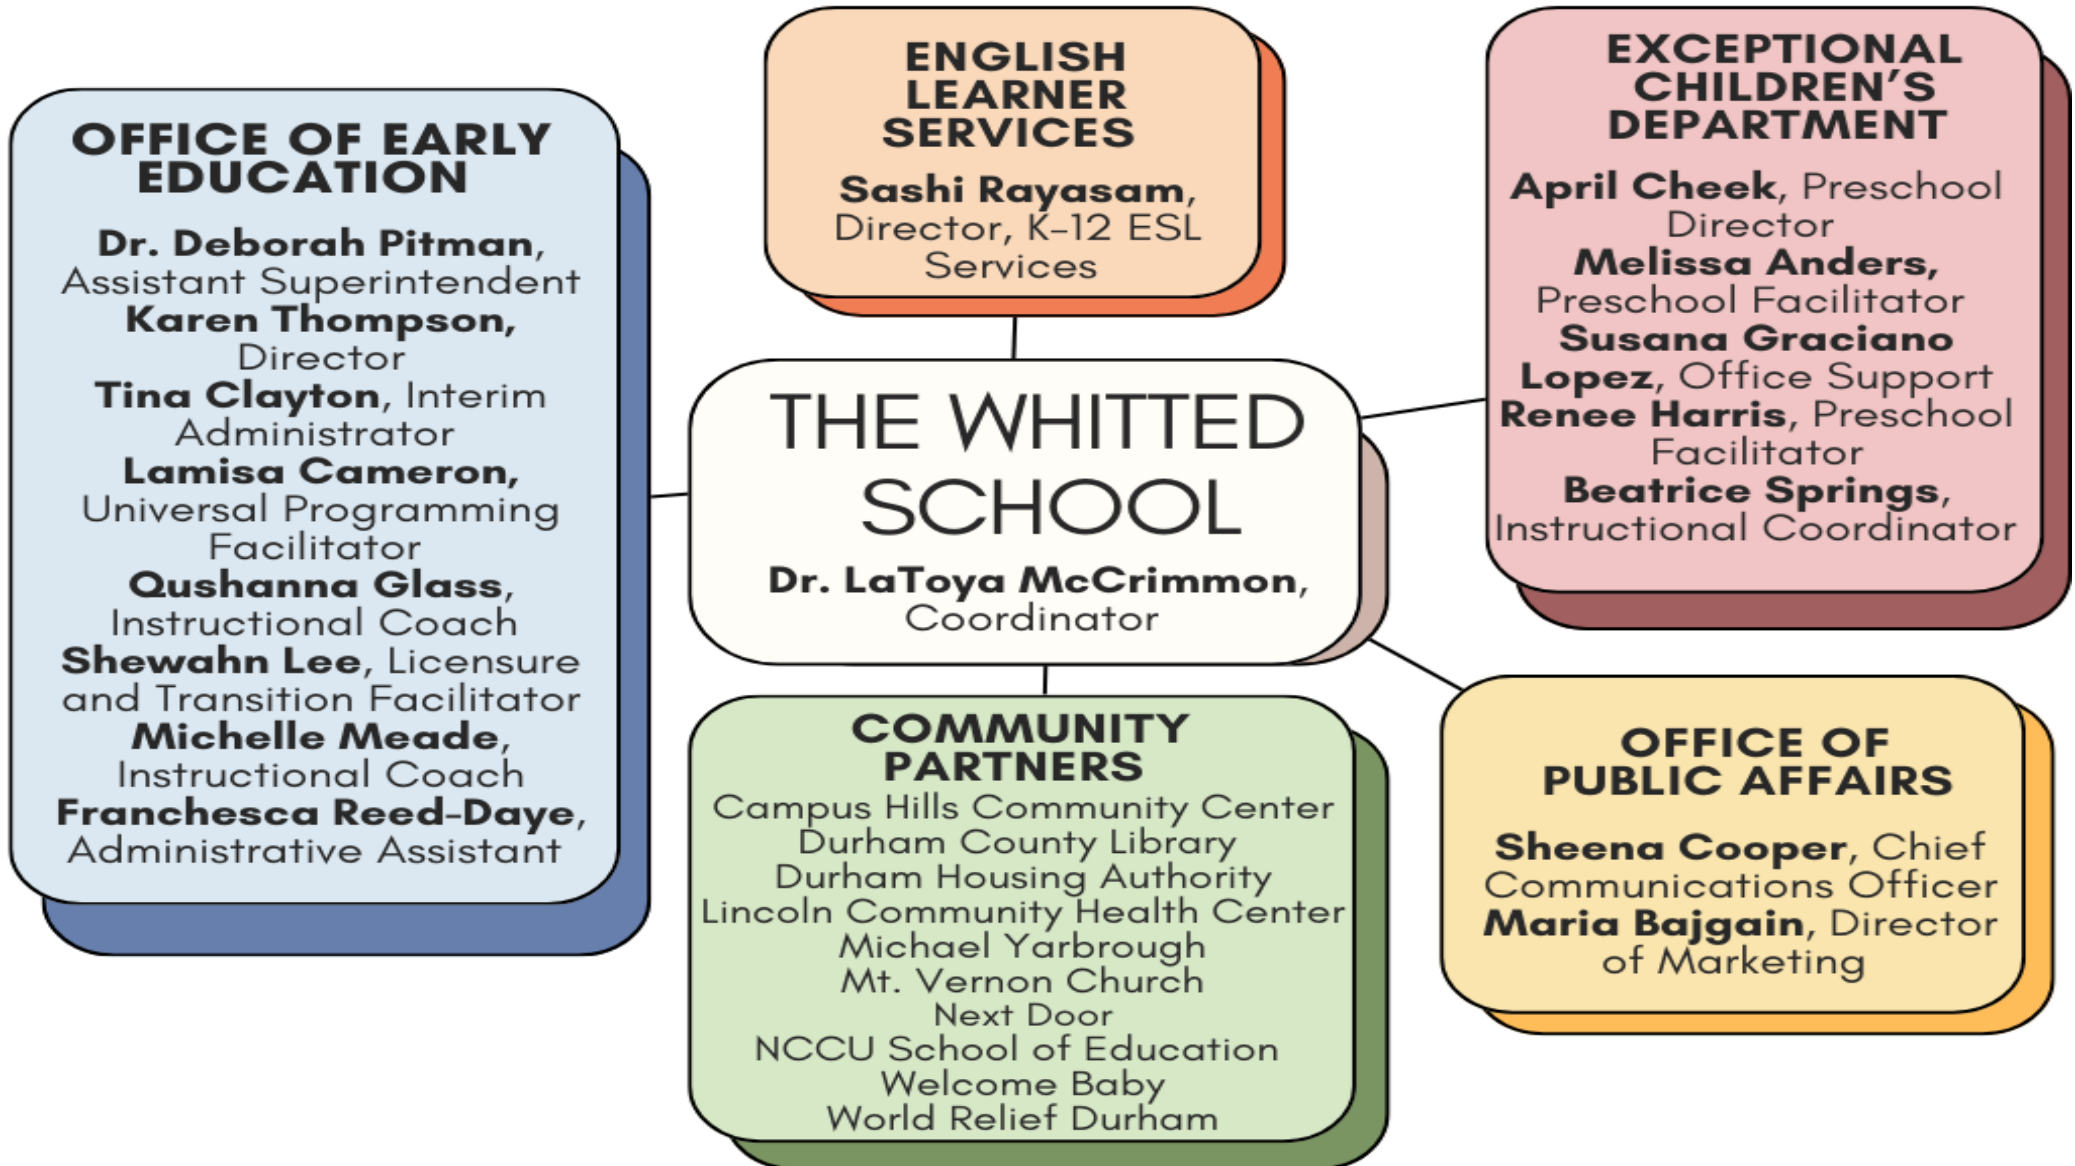 OFFICE OF EARLY
EDUCATION
Dr. Deborah Pitman,
Assistant Superintendent
Karen Thompson,
Director
Tina Clayton, Interim
Administrator
Lamisa Cameron,
Universal Programming
Facilitator
Qushanna Glass,
Instructional Coach
Shewahn Lee, Licensure
and Transition Facilitator
Michelle Meade,
Instructional Coach
Franchesca Reed-Daye,
Administrative Assistant
ENGLISH
LEARNER
SERVICES
Sashi Rayasam,
Director, K-12 ESL
Services
EXCEPTIONAL
CHILDREN’S
DEPARTMENT
April Cheek, Preschool
Director
Melissa Anders,
Preschool Facilitator
Susana Graciano
Lopez, Office Support
Renee Harris, Preschool
Facilitator
Beatrice Springs,
Instructional Coordinator
THE WHITTED
SCHOOL
Dr. LaToya McCrimmon,
Coordinator
COMMUNITY
PARTNERS
Campus Hills Community Center
Durham County Library
Durham Housing Authority
Lincoln Community Health Center
Michael Yarbrough
Mt. Vernon Church
Next Door
NCCU School of Education
Welcome Baby
World Relief Durham
OFFICE OF
PUBLIC AFFAIRS
Sheena Cooper, Chief
Communications Officer
Maria Bajgain, Director
of Marketing